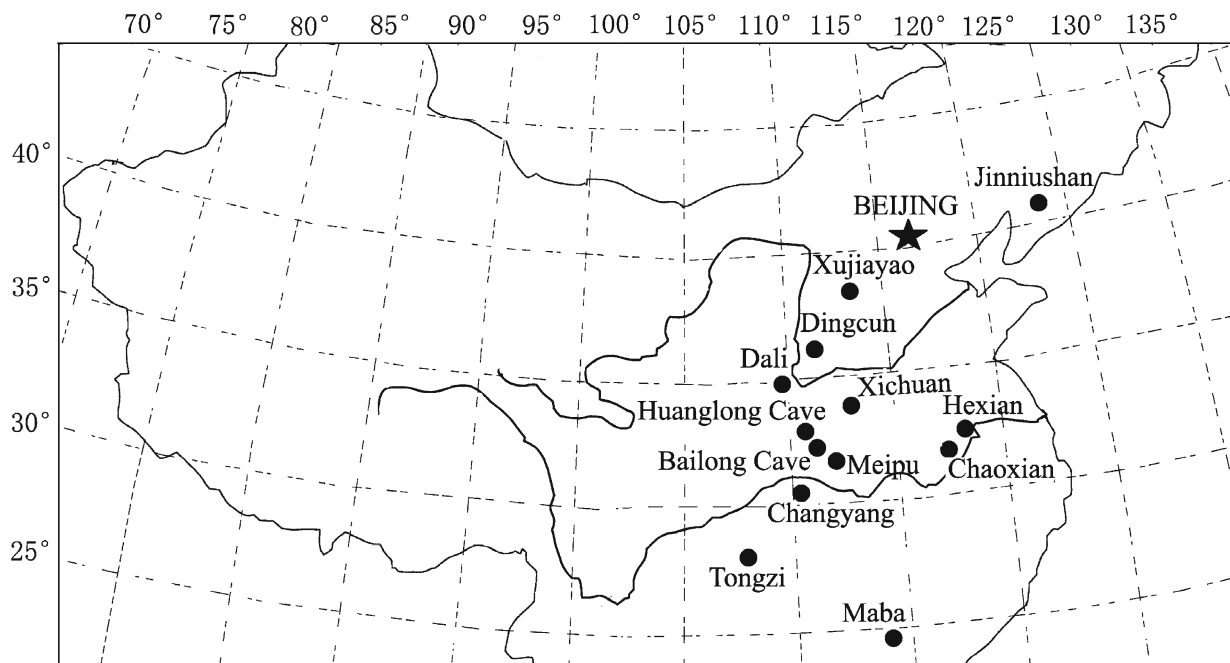 70° 80° 85° 90° 95° 100° 105° 110° 115° 120° 125° 130° 135°
40°
Jinniushan
BEIJING
Xujiayao
35°
Dingcun
Dali
Xichuan
Hexian
Huanglong Cave
30°
Bailong Cave
Meipu
Chaoxian
Changyang
25°
Tongzi
Maba